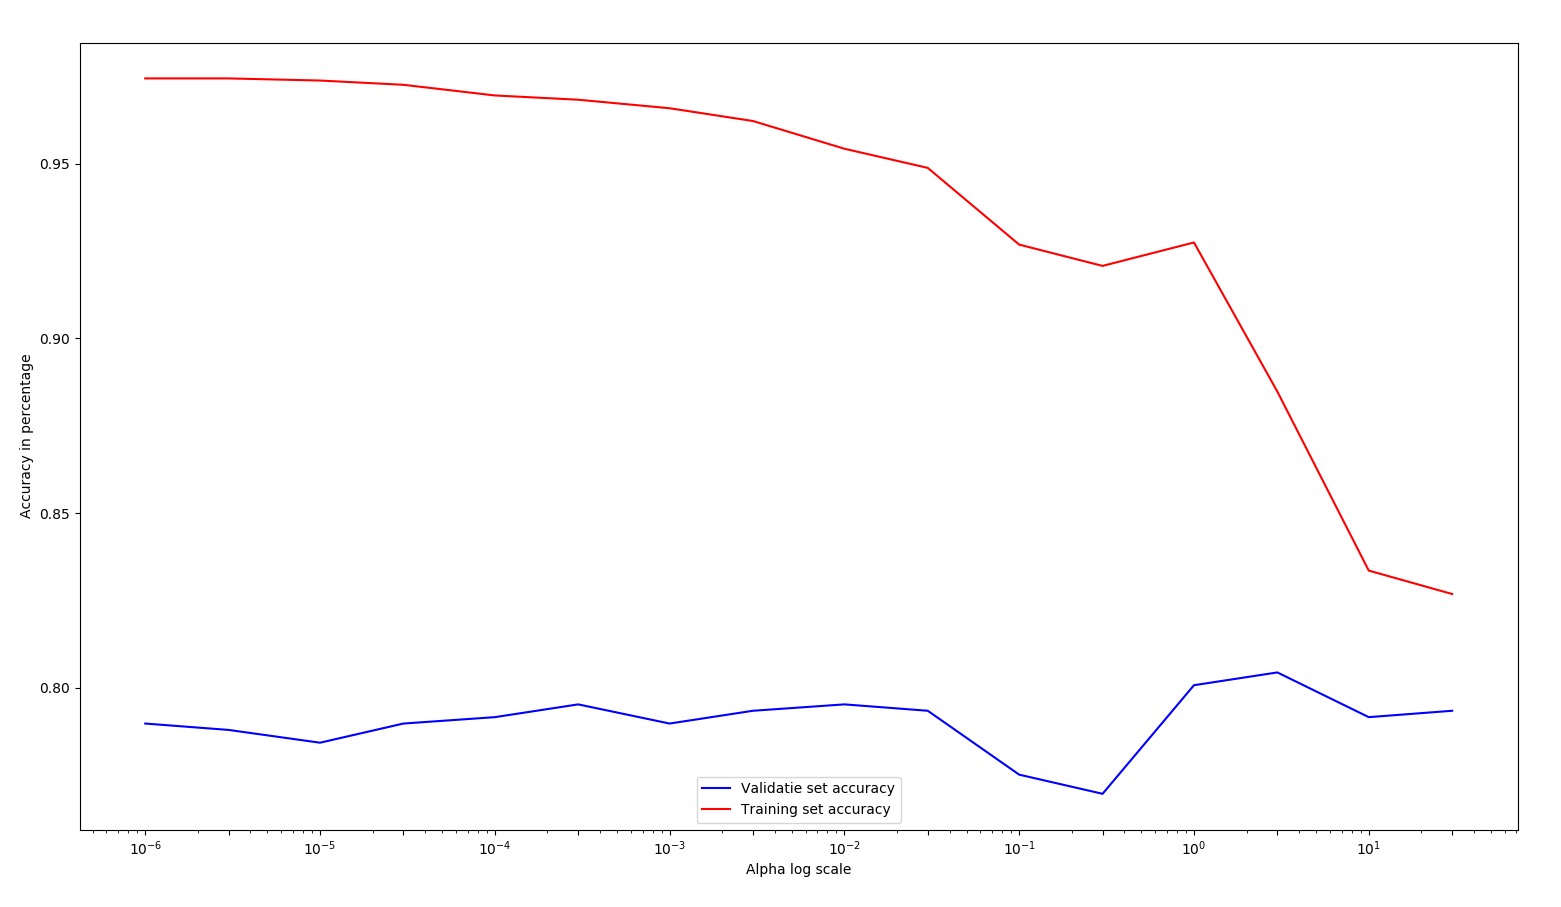 Accuracy in percentage
0.95
0.90
0.85
0.80
Validatie set accuracy
Training set accuracy
10⁻⁶ 10⁻⁵ 10⁻⁴ 10⁻³ 10⁻² 10⁻¹ 10⁰ 10¹
Alpha log scale